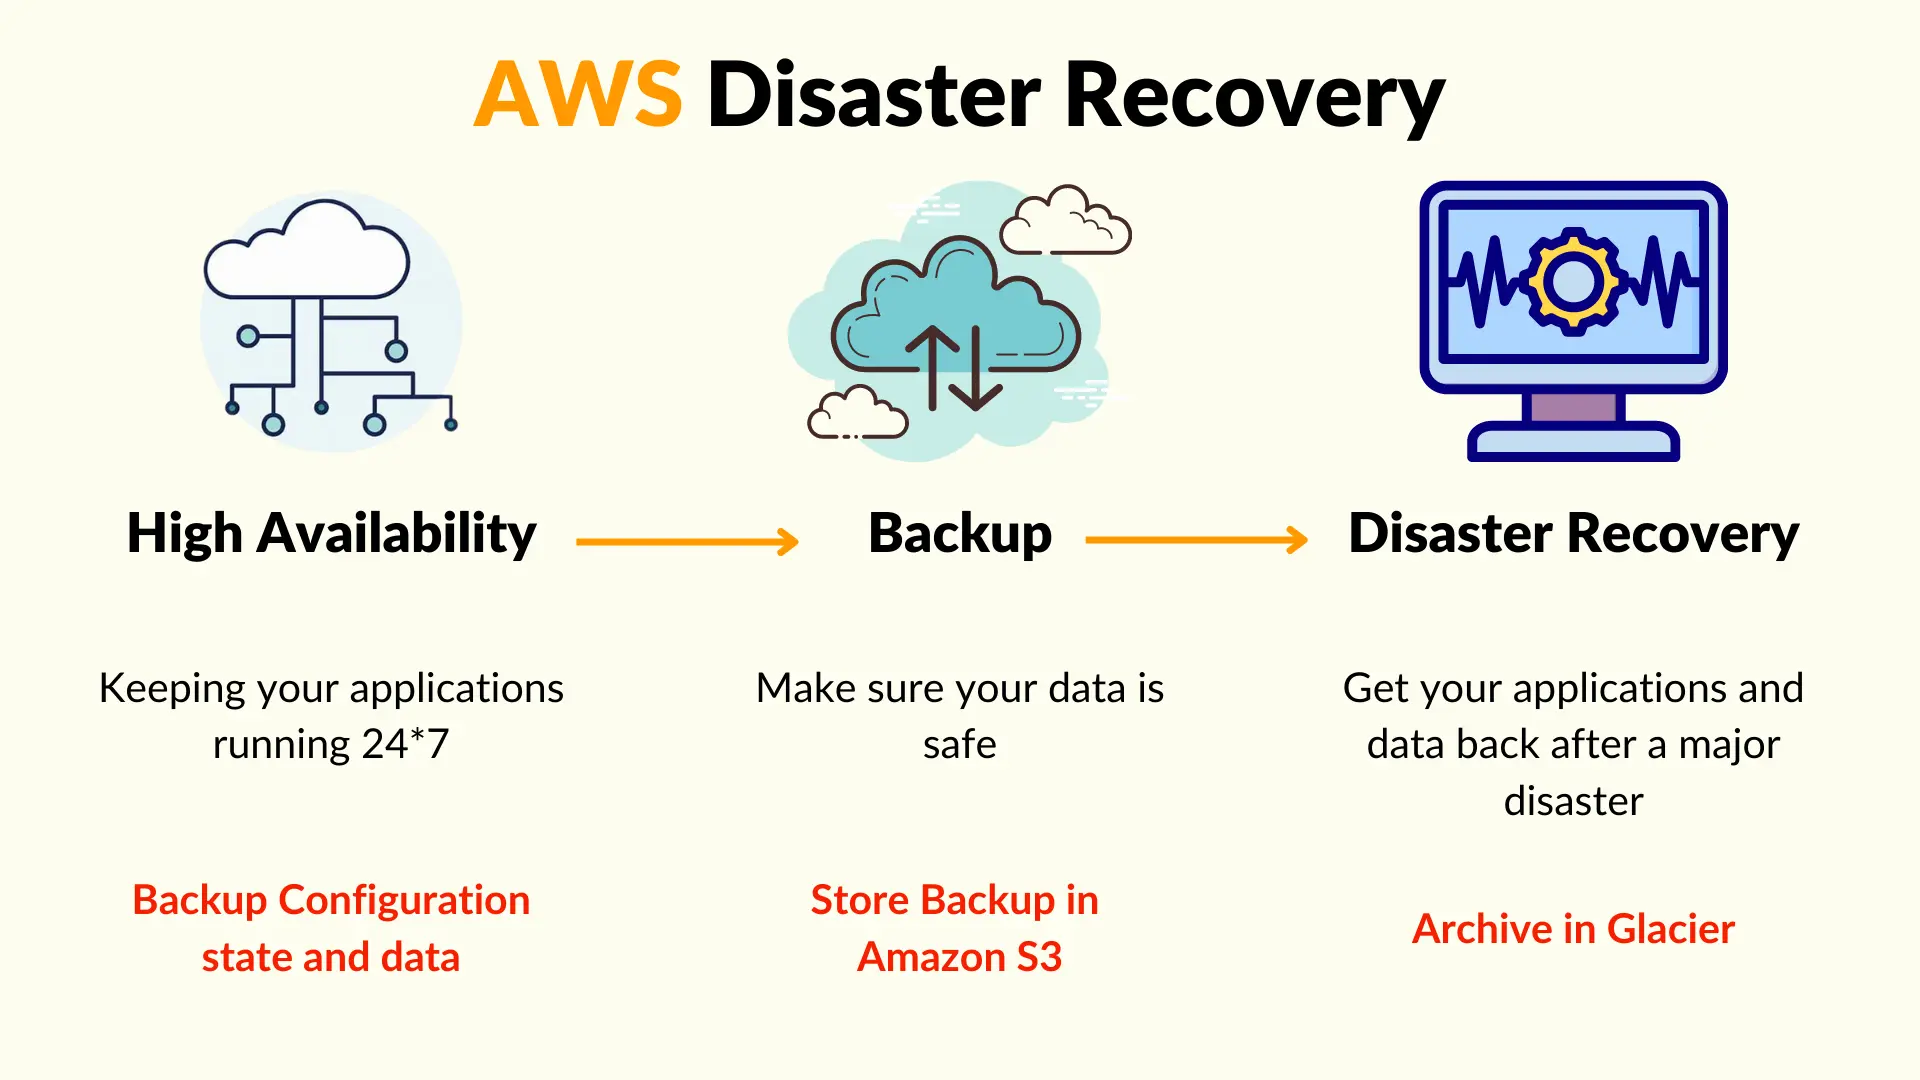 AWS Disaster Recovery
High Availability
Backup
Disaster Recovery
Keeping your applications
running 24*7
Make sure your data is
safe
Get your applications and
data back after a major
disaster
Backup Configuration
state and data
Store Backup in
Amazon S3
Archive in Glacier